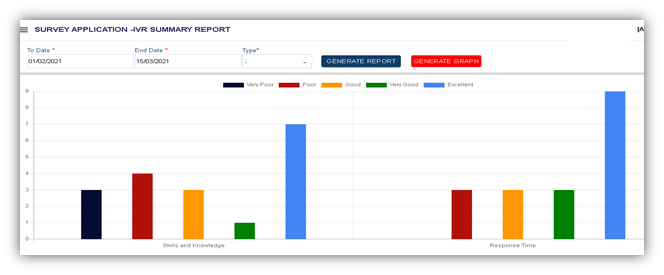 SURVEY APPLICATION -IVR SUMMARY REPORT
To Date * End Date * Type*
01/02/2021 15/03/2021 GENERATE REPORT GENERATE GRAPH
Very Poor Poor Good Very Good Excellent
9
8
7
6
5
4
3
2
1
0
Skills and Knowledge Response Time